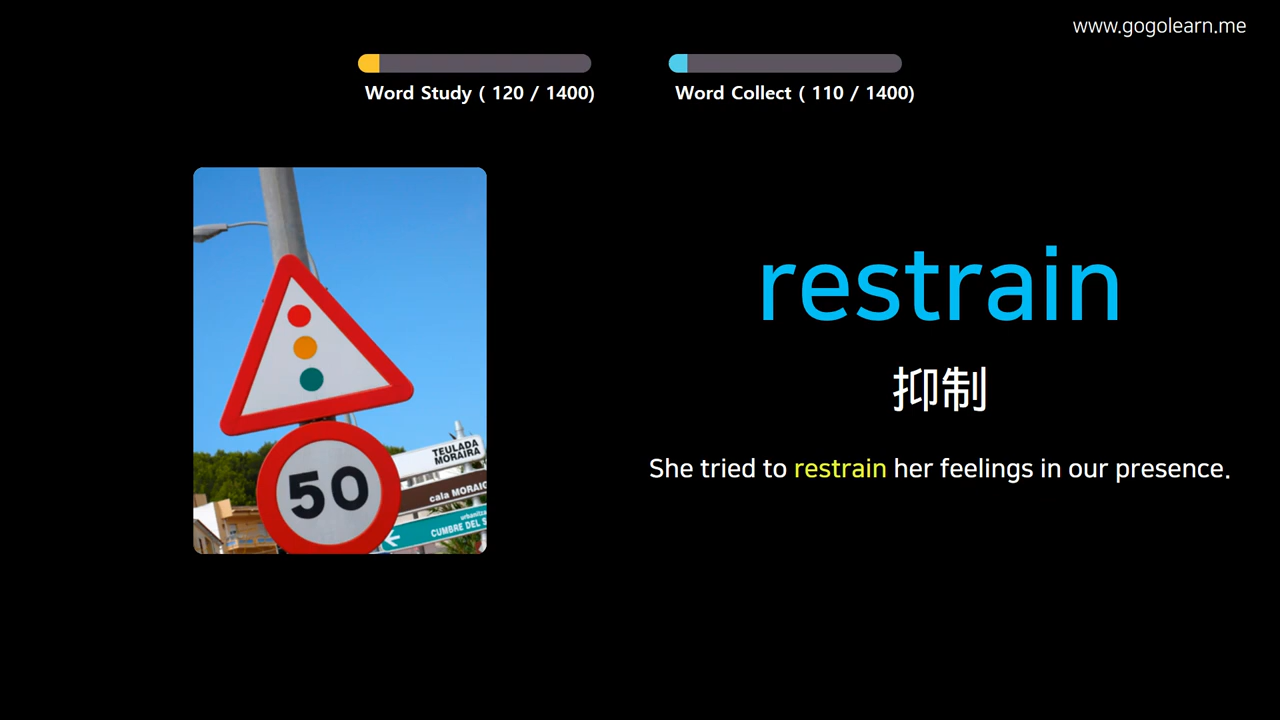 www.gogolearn.me
Word Study ( 120 / 1400)
Word Collect ( 110 / 1400)
restrain
抑制
She tried to restrain her feelings in our presence.
TEULADA
MORAIRA
cala
urbanitza
CUMBRE DEL S
50